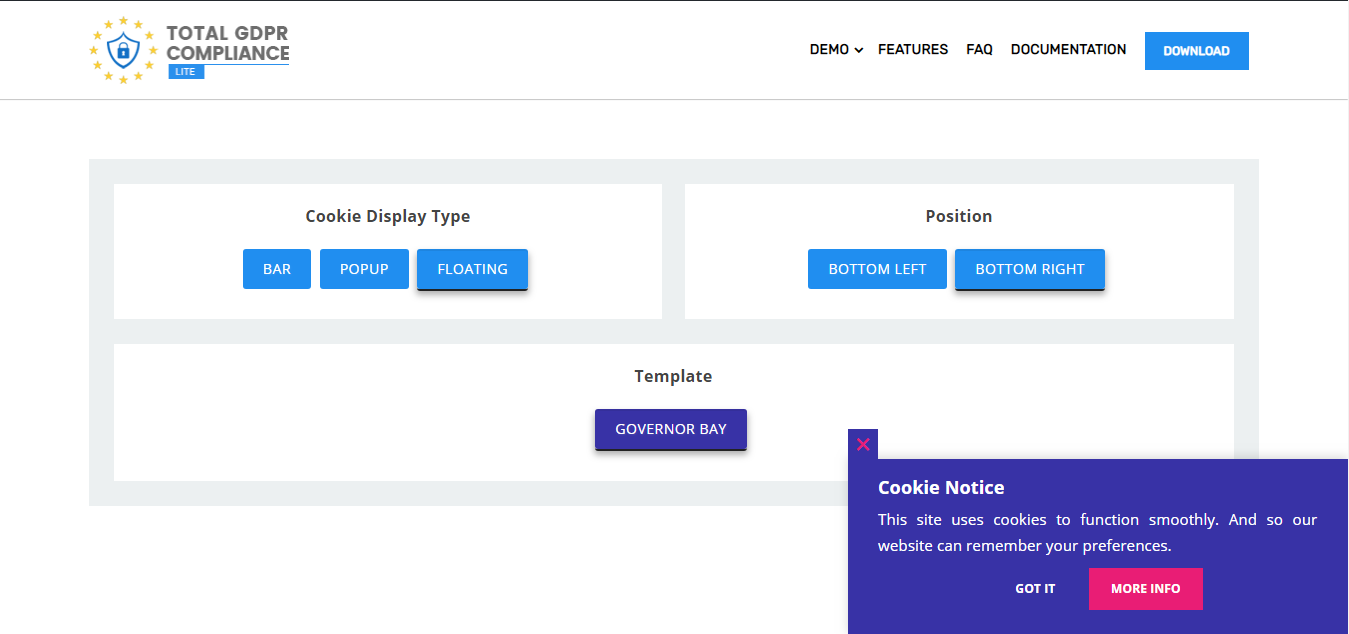 TOTAL GDPR
COMPLIANCE
LITE
DEMO FEATURES FAQ DOCUMENTATION DOWNLOAD
Cookie Display Type
BAR POPUP FLOATING
Position
BOTTOM LEFT BOTTOM RIGHT
Template
GOVERNOR BAY
Cookie Notice
This site uses cookies to function smoothly. And so our
website can remember your preferences.
GOT IT MORE INFO